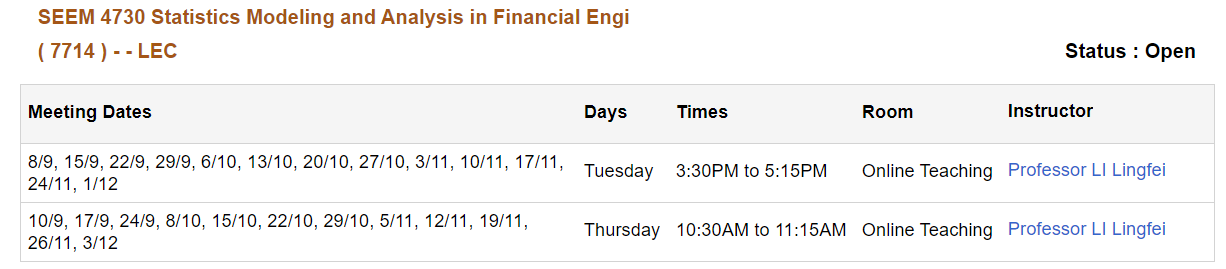 SEEM 4730 Statistics Modeling and Analysis in Financial Engi
( 7714 ) - - LEC
Status : Open
Meeting Dates Days Times Room Instructor
8/9, 15/9, 22/9, 29/9, 6/10, 13/10, 20/10, 27/10, 3/11, 10/11, 17/11,
24/11, 1/12
Tuesday 3:30PM to 5:15PM Online Teaching Professor LI Lingfei
10/9, 17/9, 24/9, 8/10, 15/10, 22/10, 29/10, 5/11, 12/11, 19/11,
26/11, 3/12
Thursday 10:30AM to 11:15AM Online Teaching Professor LI Lingfei